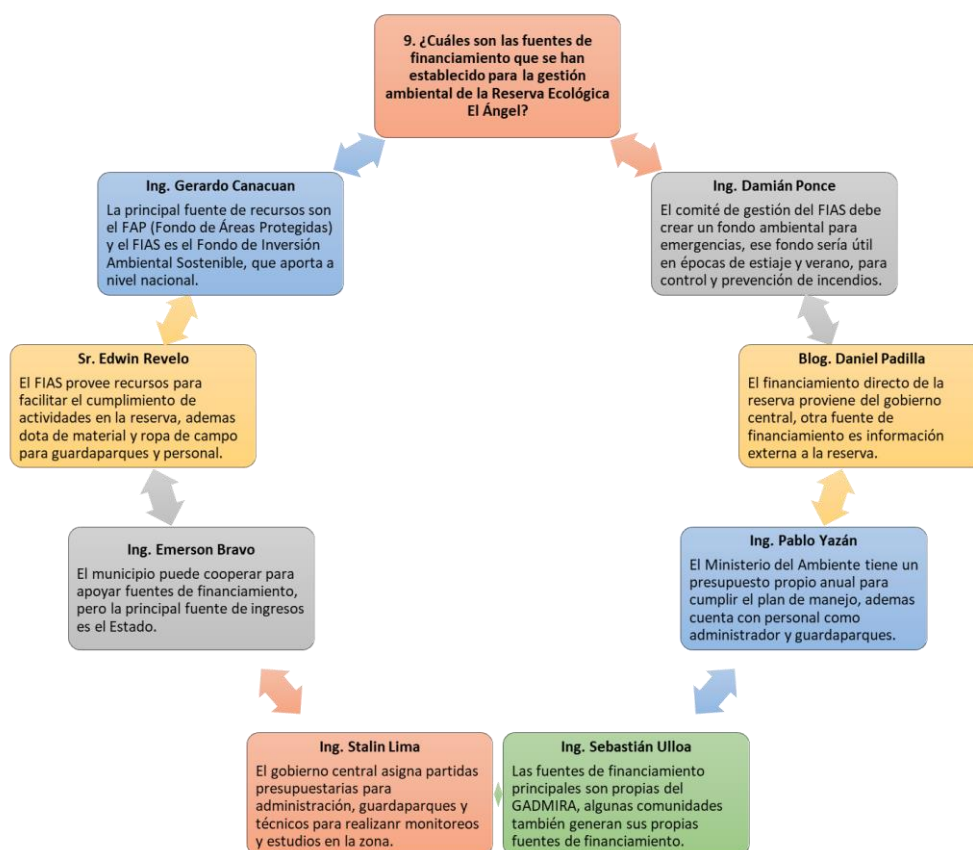 9. ¿Cuáles son las fuentes de
financiamiento que se han
establecido para la gestión
ambiental de la Reserva Ecológica
El Ángel?
Ing. Gerardo Canacuan
La principal fuente de recursos son
el FAP (Fondo de Áreas Protegidas)
y el FIAS es el Fondo de Inversión
Ambiental Sostenible, que aporta a
nivel nacional.
Ing. Damián Ponce
El comité de gestión del FIAS debe
crear un fondo ambiental para
emergencias, ese fondo sería útil
en épocas de estiaje y verano, para
control y prevención de incendios.
Sr. Edwin Revelo
El FIAS provee recursos para
facilitar el cumplimiento de
actividades en la reserva, ademas
dota de material y ropa de campo
para guardaparques y personal.
Blog. Daniel Padilla
El financiamiento directo de la
reserva proviene del gobierno
central, otra fuente de
financiamiento es información
externa a la reserva.
Ing. Emerson Bravo
El municipio puede cooperar para
apoyar fuentes de financiamiento,
pero la principal fuente de ingresos
es el Estado.
Ing. Pablo Yazán
El Ministerio del Ambiente tiene un
presupuesto propio anual para
cumplir el plan de manejo, ademas
cuenta con personal como
administrador y guardaparques.
Ing. Stalin Lima
El gobierno central asigna partidas
presupuestarias para
administración, guardaparques y
técnicos para realizanr monitoreos
y estudios en la zona.
Ing. Sebastián Ulloa
Las fuentes de financiamiento
principales son propias del
GADMIRA, algunas comunidades
también generan sus propias
fuentes de financiamiento.